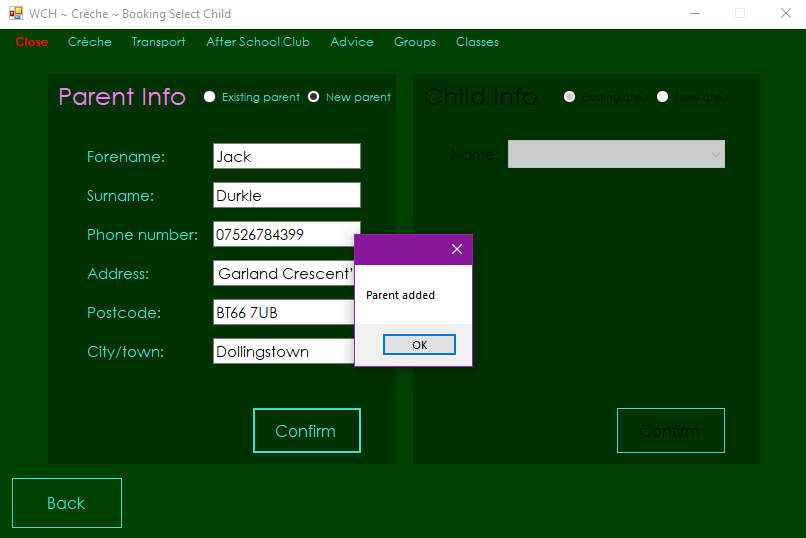 WCH ~ Crèche ~ Booking Select Child
Close Crèche Transport After School Club Advice Groups Classes
Parent Info Existing parent New parent
Forename: Jack
Surname: Durkle
Phone number: 07526784399
Address: Garland Crescent'
Postcode: BT66 7UB
City/town: Dollingstown
Confirm
Child Info Existing child New child
Name:
Confirm
Parent added
OK
Back